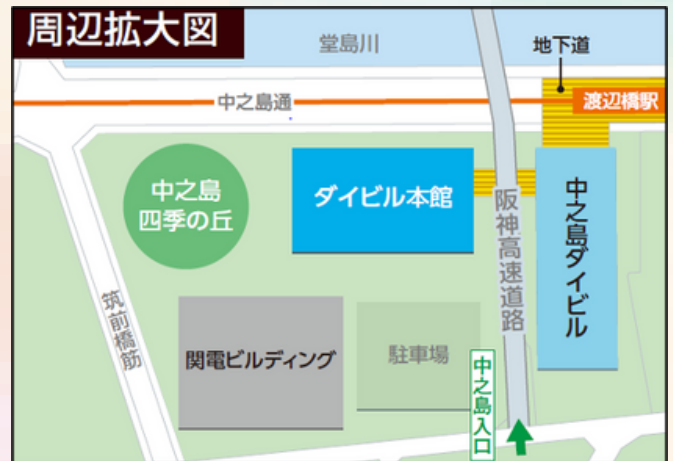 周辺拡大図
堂島川
地下道
中之島通
渡辺橋駅
中之島
四季の丘
ダイビル本館
阪神高速道路
中之島ダイビル
筑前橋筋
関電ビルディング
駐車場
中之島入口